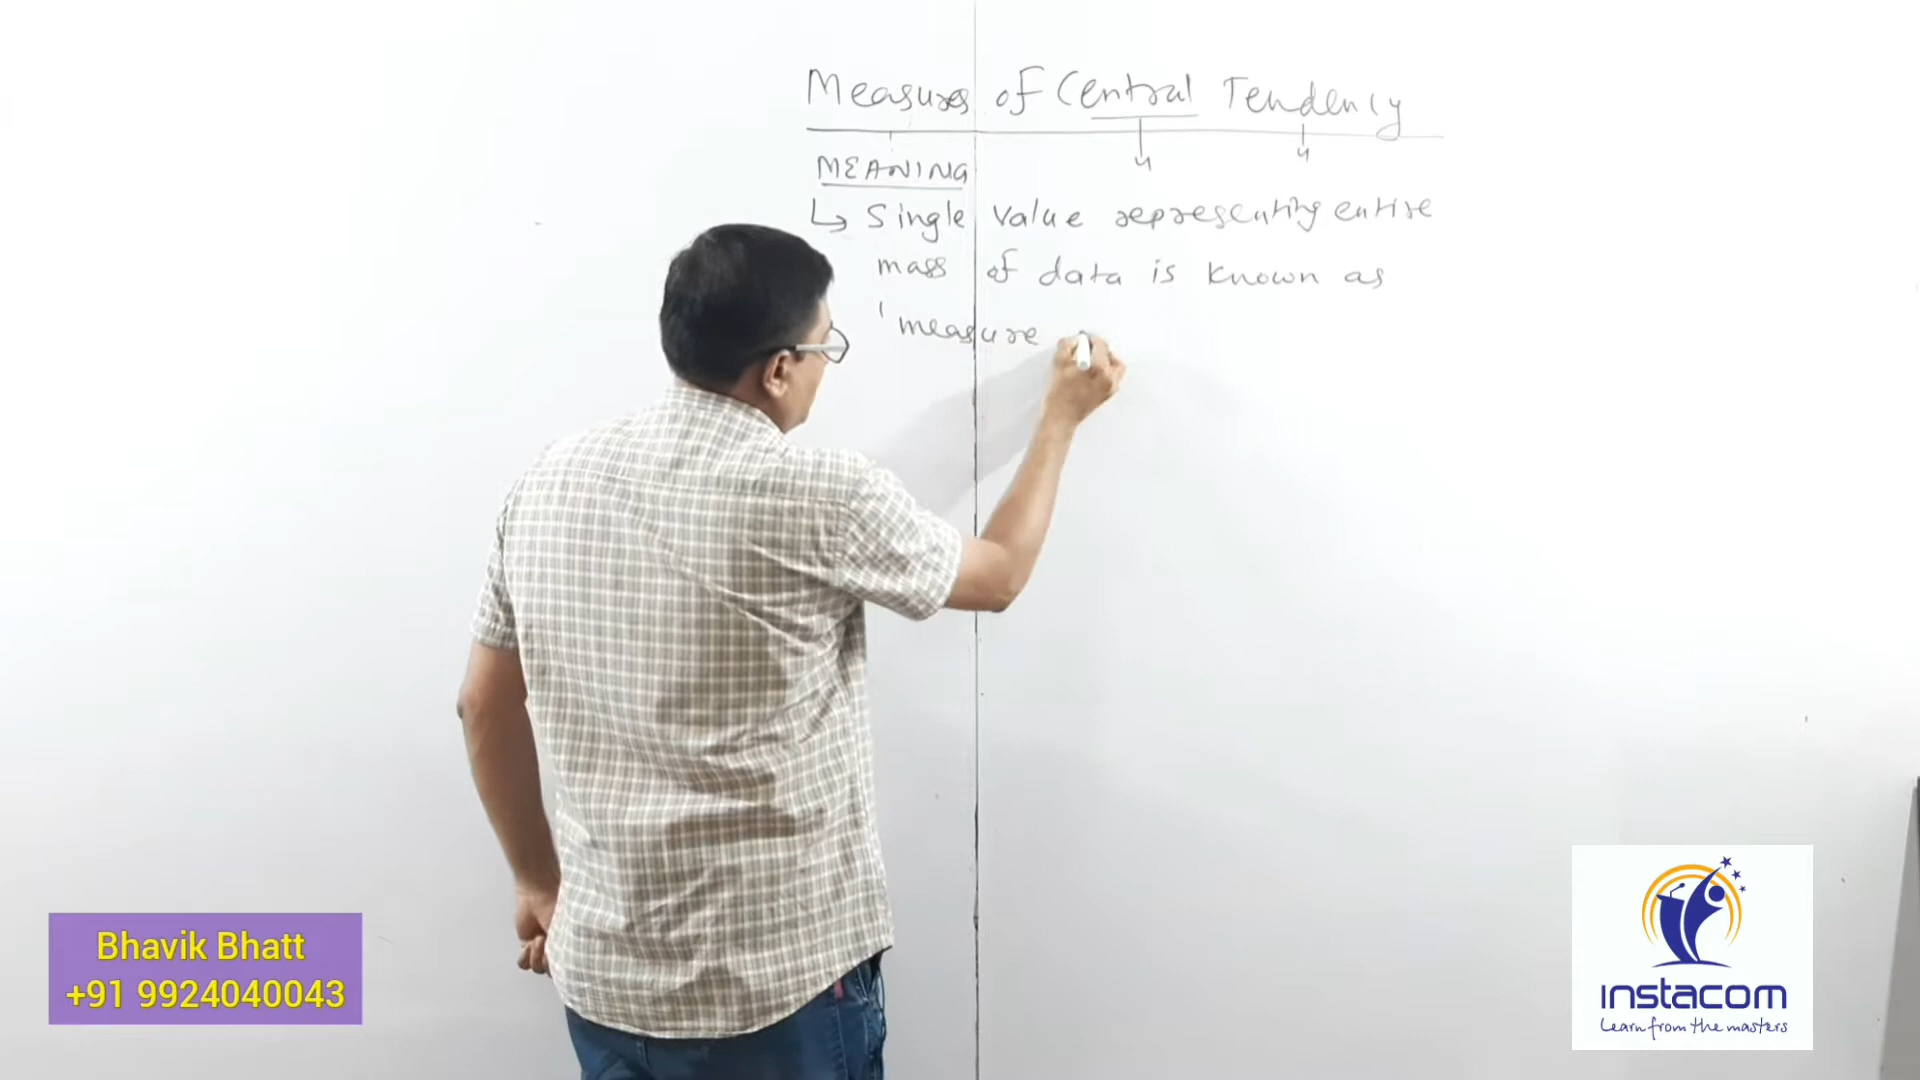 Measures of Central Tendency
MEANING
↳ Single value representing entire
mass of data is known as
'measure
Bhavik Bhatt
+91 9924040043
ınstacom
Learn from the masters